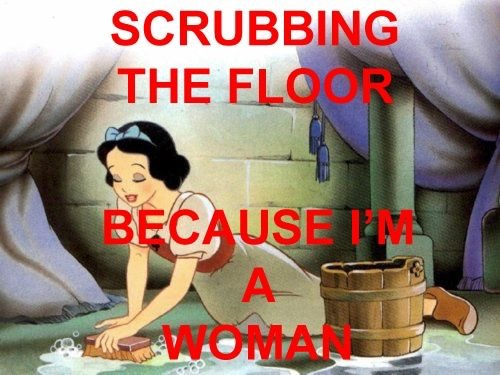 SCRUBBING
THE FLOOR
BECAUSE I'M
A
WOMAN